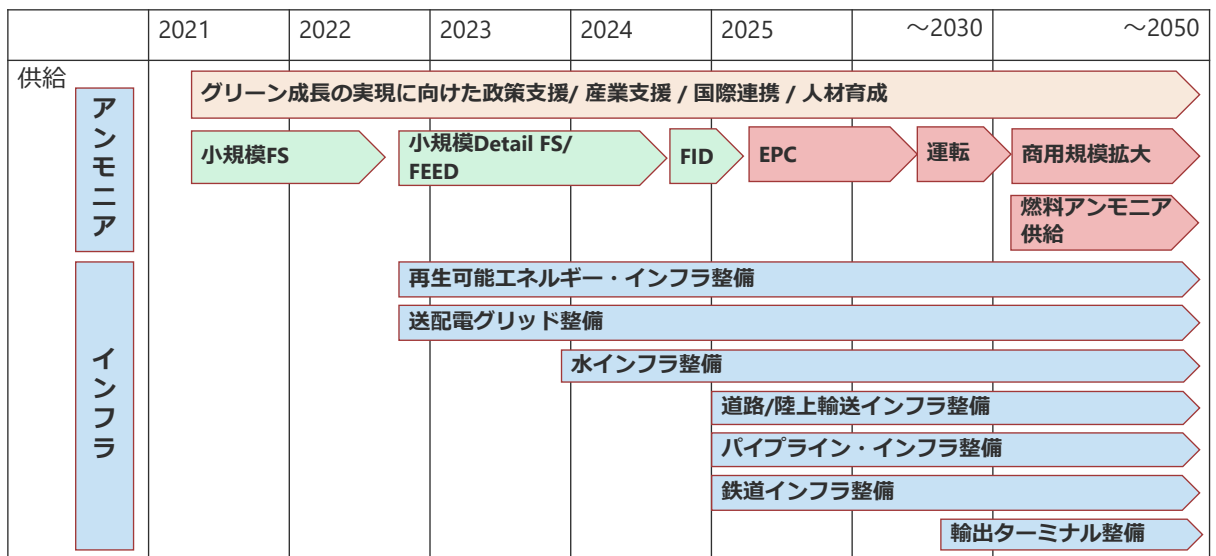 2021 2022 2023 2024 2025 ～2030 ～2050
供給
アンモニア
グリーン成長の実現に向けた政策支援/ 産業支援 / 国際連携 / 人材育成
小規模FS
小規模Detail FS/
FEED
FID
EPC
運転
商用規模拡大
燃料アンモニア
供給
インフラ
再生可能エネルギー・インフラ整備
送配電グリッド整備
水インフラ整備
道路/陸上輸送インフラ整備
パイプライン・インフラ整備
鉄道インフラ整備
輸出ターミナル整備